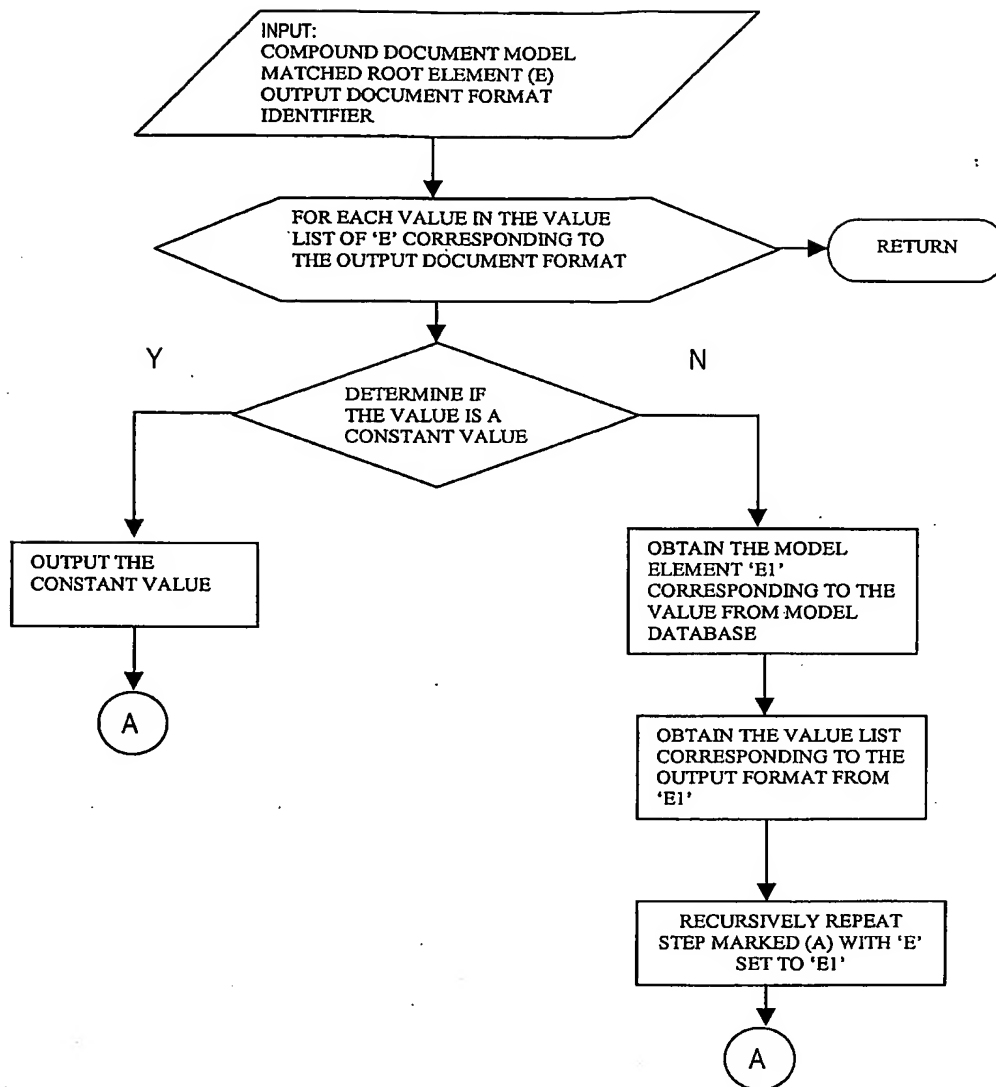 INPUT:
COMPOUND DOCUMENT MODEL
MATCHED ROOT ELEMENT (E)
OUTPUT DOCUMENT FORMAT
IDENTIFIER
FOR EACH VALUE IN THE VALUE
LIST OF ‘E’ CORRESPONDING TO
THE OUTPUT DOCUMENT FORMAT
RETURN
Y
N
DETERMINE IF
THE VALUE IS A
CONSTANT VALUE
OUTPUT THE
CONSTANT VALUE
A
OBTAIN THE MODEL
ELEMENT ‘E1’
CORRESPONDING TO THE
VALUE FROM MODEL
DATABASE
OBTAIN THE VALUE LIST
CORRESPONDING TO THE
OUTPUT FORMAT FROM
‘E1’
RECURSIVELY REPEAT
STEP MARKED (A) WITH ‘E’
SET TO ‘E1’
A